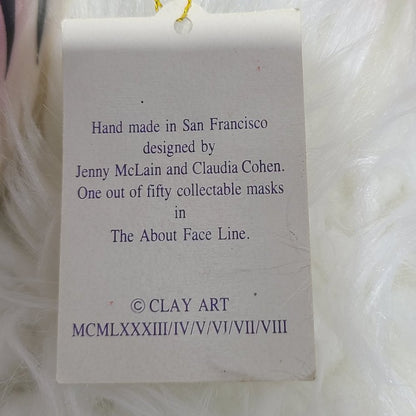 Hand made in San Francisco
designed by
Jenny McLain and Claudia Cohen.
One out of fifty collectable masks
in
The About Face Line.
© CLAY ART
MCMLXXXIII/IV/V/VI/VII/VIII